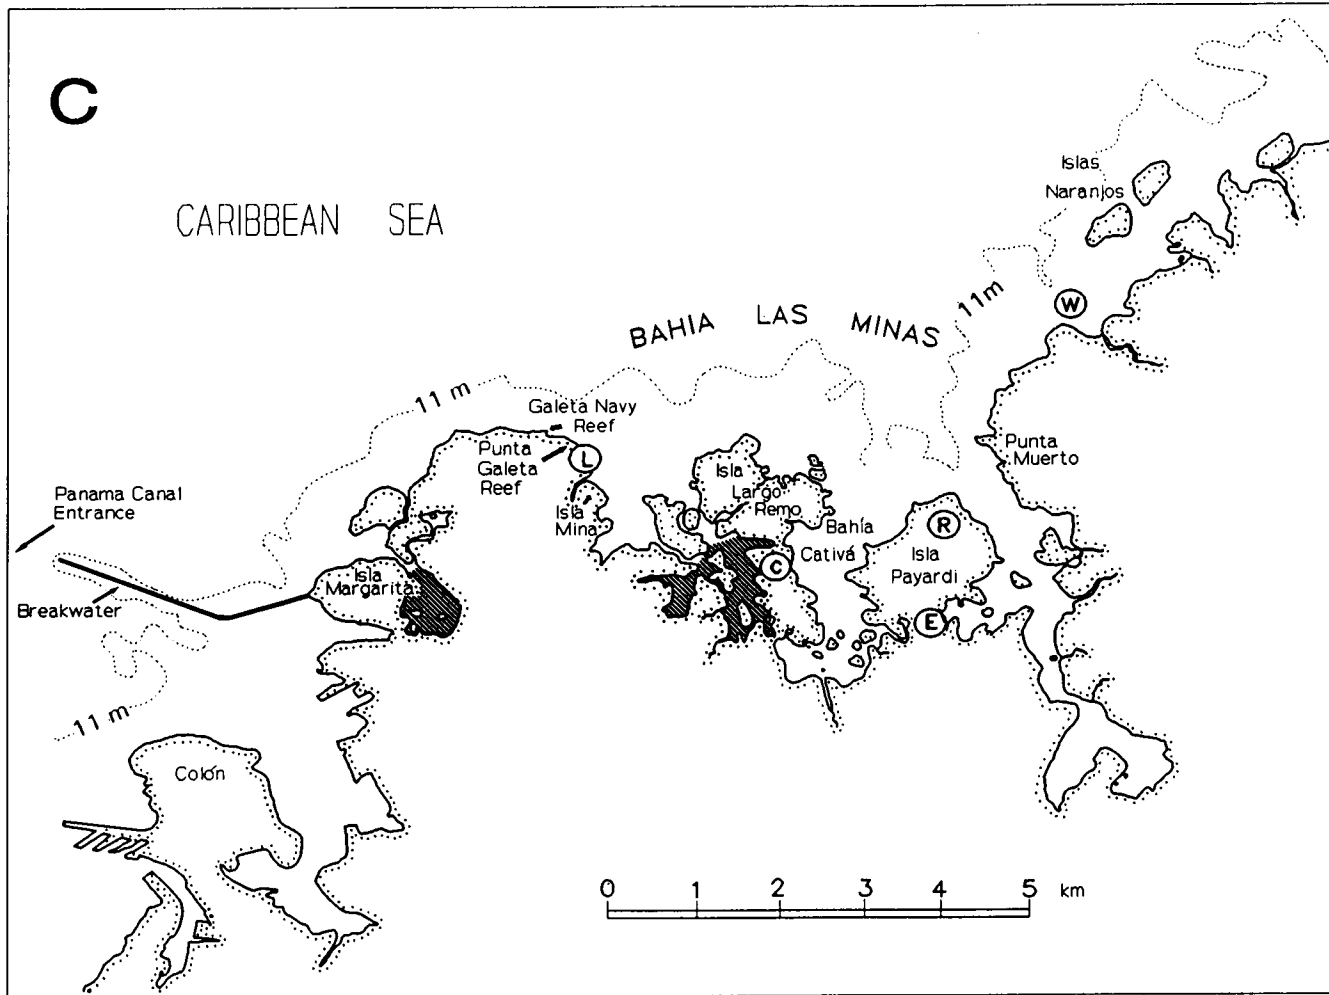 C
CARIBBEAN SEA
Islas
Naranjos
W
11m
BAHIA LAS MINAS
11 m
Galeta Navy
Reef
Punta
Galeta
Reef
L
Isla
Mina
Isla
Largo
Remo
Punta
Muerto
Bahía
Cativá
C
R
Isla
Payardi
E
Panama Canal
Entrance
Isla
Margarita
Breakwater
11 m
Colón
0 1 2 3 4 5 km